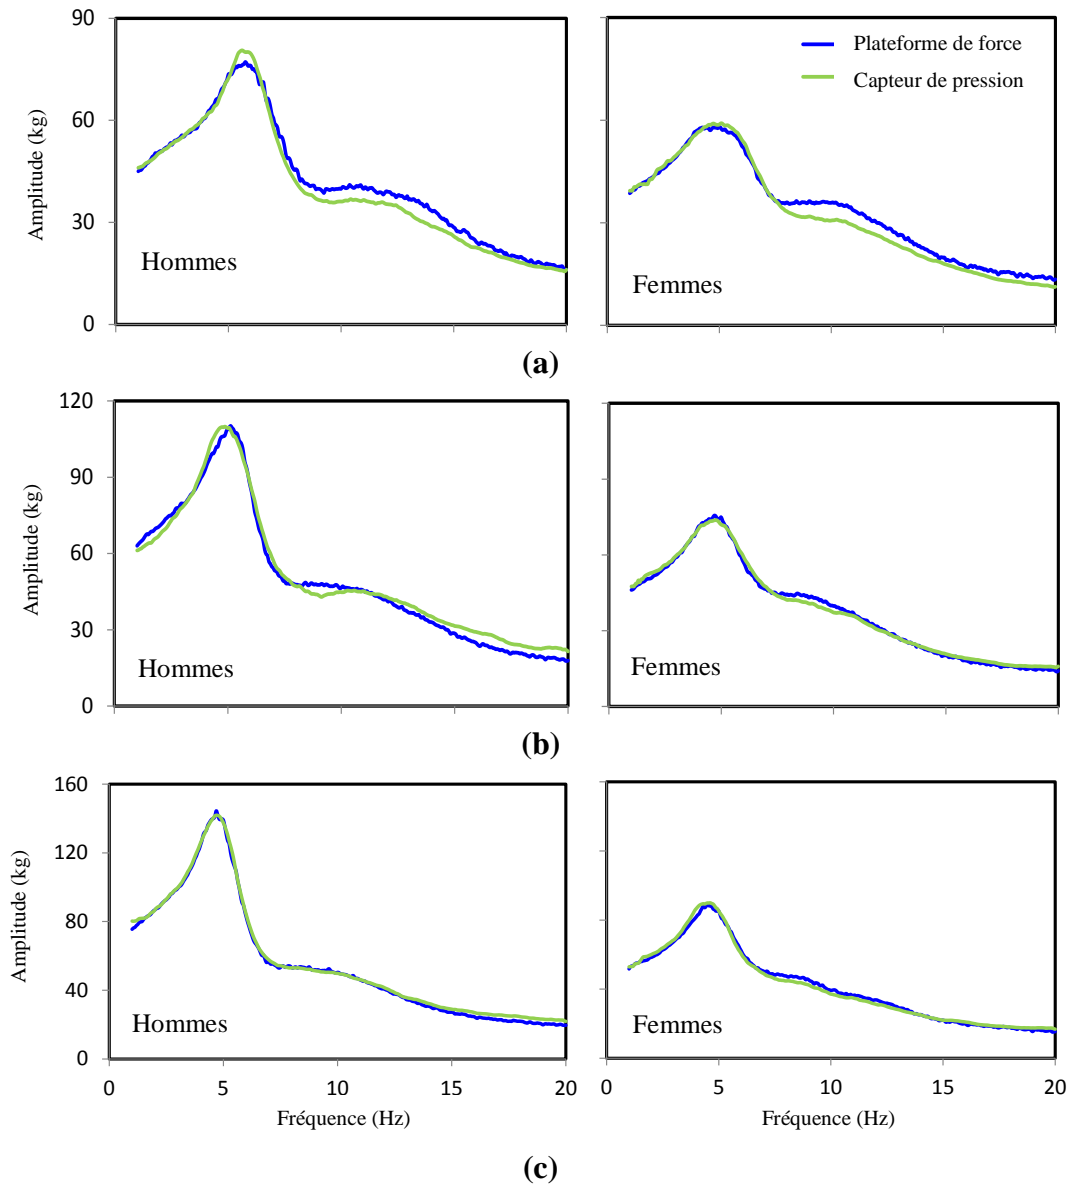 90
60
30
0
Amplitude (kg)
Hommes
Plateforme de force
Capteur de pression
Femmes
(a)
120
90
60
30
0
Amplitude (kg)
Hommes
Femmes
(b)
160
120
80
40
0
Amplitude (kg)
Hommes
Femmes
0 5 10 15 20
0 5 10 15 20
Fréquence (Hz)
Fréquence (Hz)
(c)